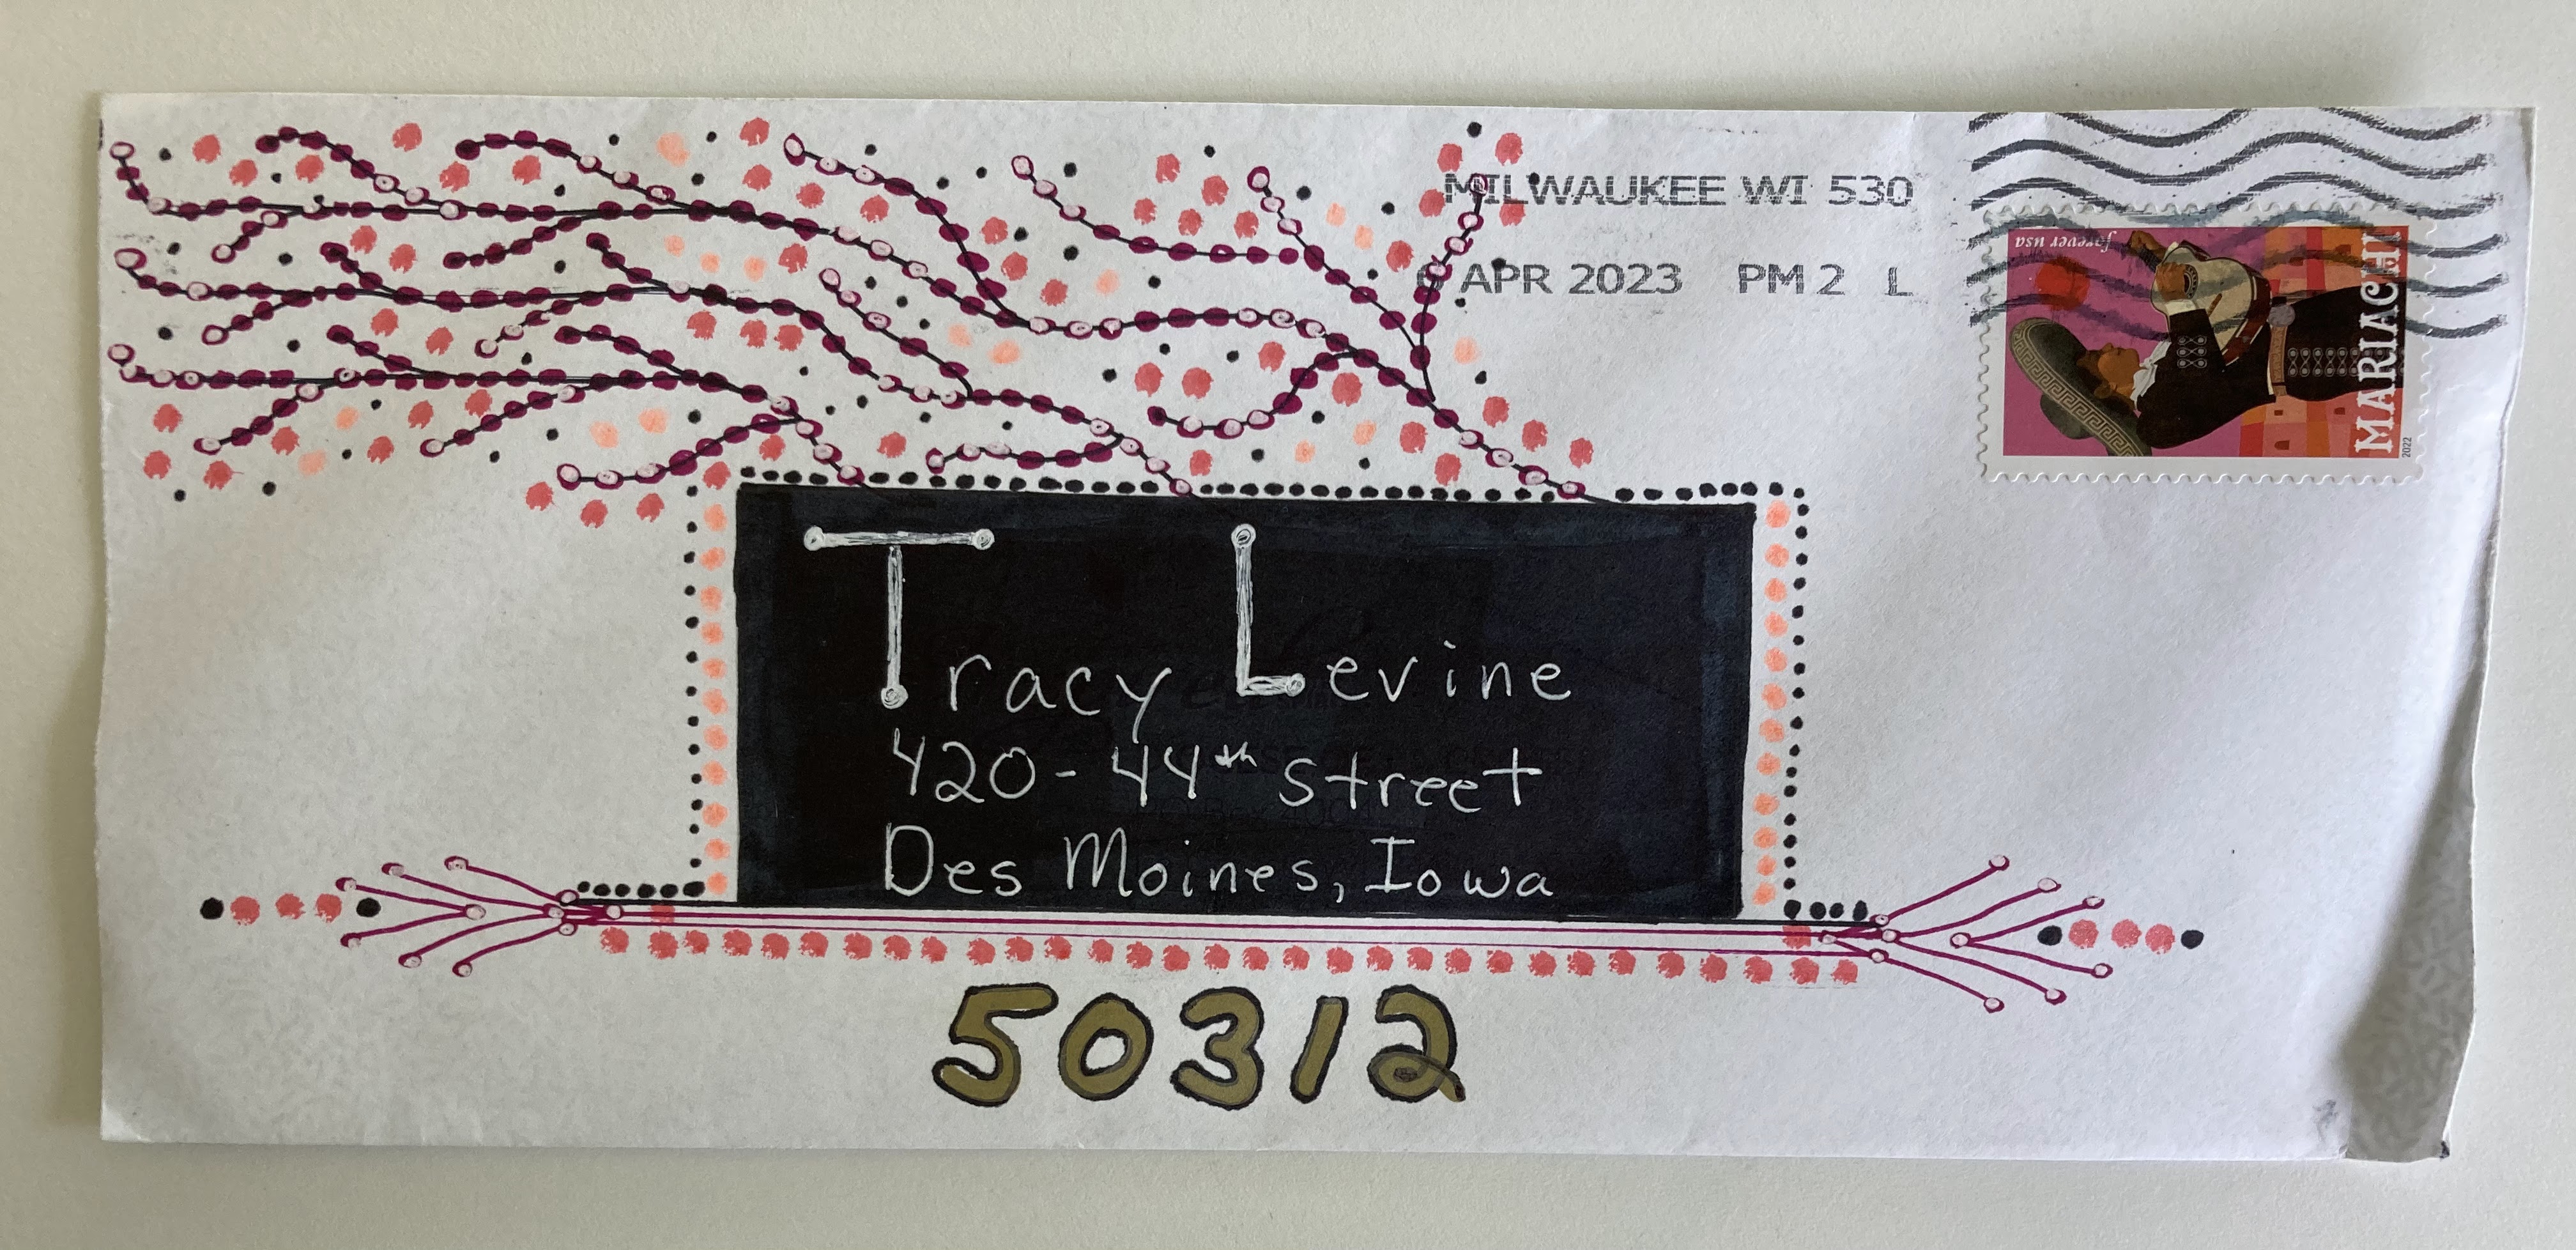 MILWAUKEE WI 530
6 APR 2023 PM 2 L
forever usa
MARIACHI
2022
Tracy Levine
420 - 44th Street
Des Moines, Iowa
50312